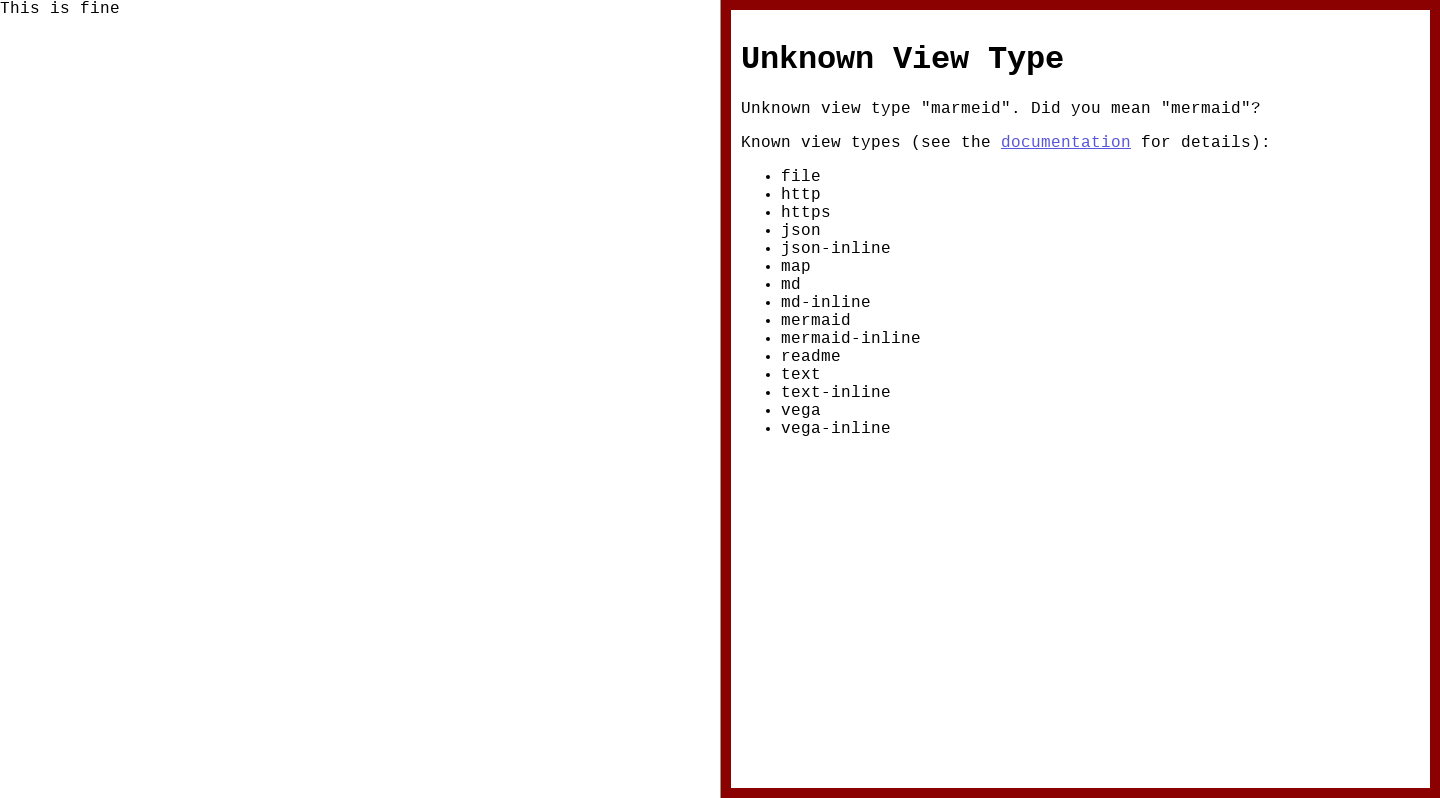 This is fine
Unknown View Type
Unknown view type "marmeid". Did you mean "mermaid"?
Known view types (see the documentation for details):
• file
• http
• https
• json
• json-inline
• map
• md
• md-inline
• mermaid
• mermaid-inline
• readme
• text
• text-inline
• vega
• vega-inline